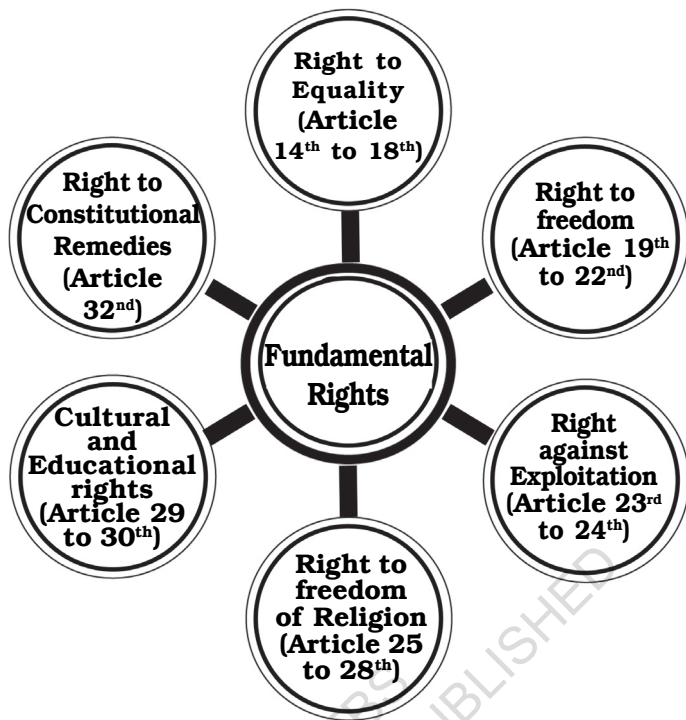 Right to
Equality
(Article
14th to 18th)
Right to
freedom
(Article 19th
to 22nd)
Right
against
Exploitation
(Article 23rd
to 24th)
Right to
freedom
of Religion
(Article 25
to 28th)
Cultural
and
Educational
rights
(Article 29
to 30th)
Right to
Constitutional
Remedies
(Article
32nd)
Fundamental
Rights